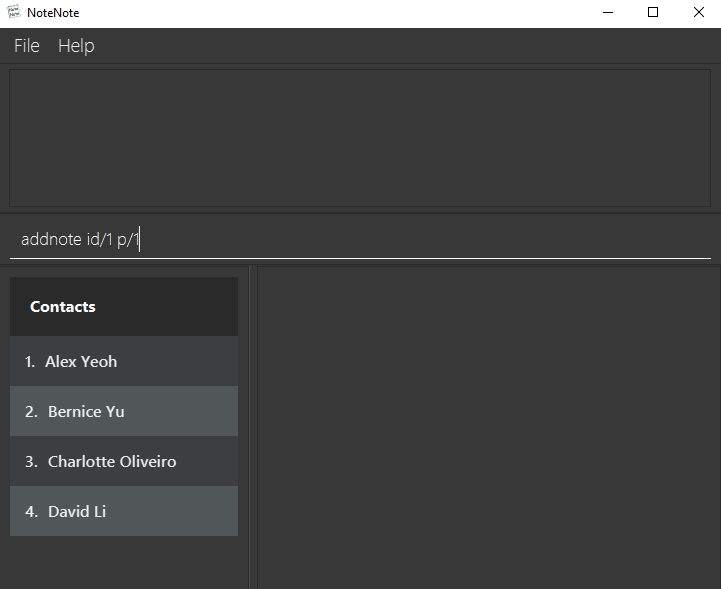 NoteNote
File Help
addnote id/1 p/1
Contacts
1. Alex Yeoh
2. Bernice Yu
3. Charlotte Oliveiro
4. David Li